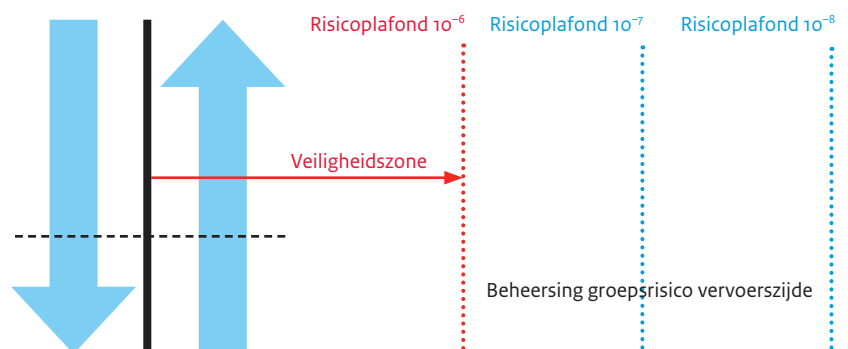 Risicoplafond 10⁻⁶ Risicoplafond 10⁻⁷ Risicoplafond 10⁻⁸
Veiligheidszone
Beheersing groepsrisico vervoerszijde